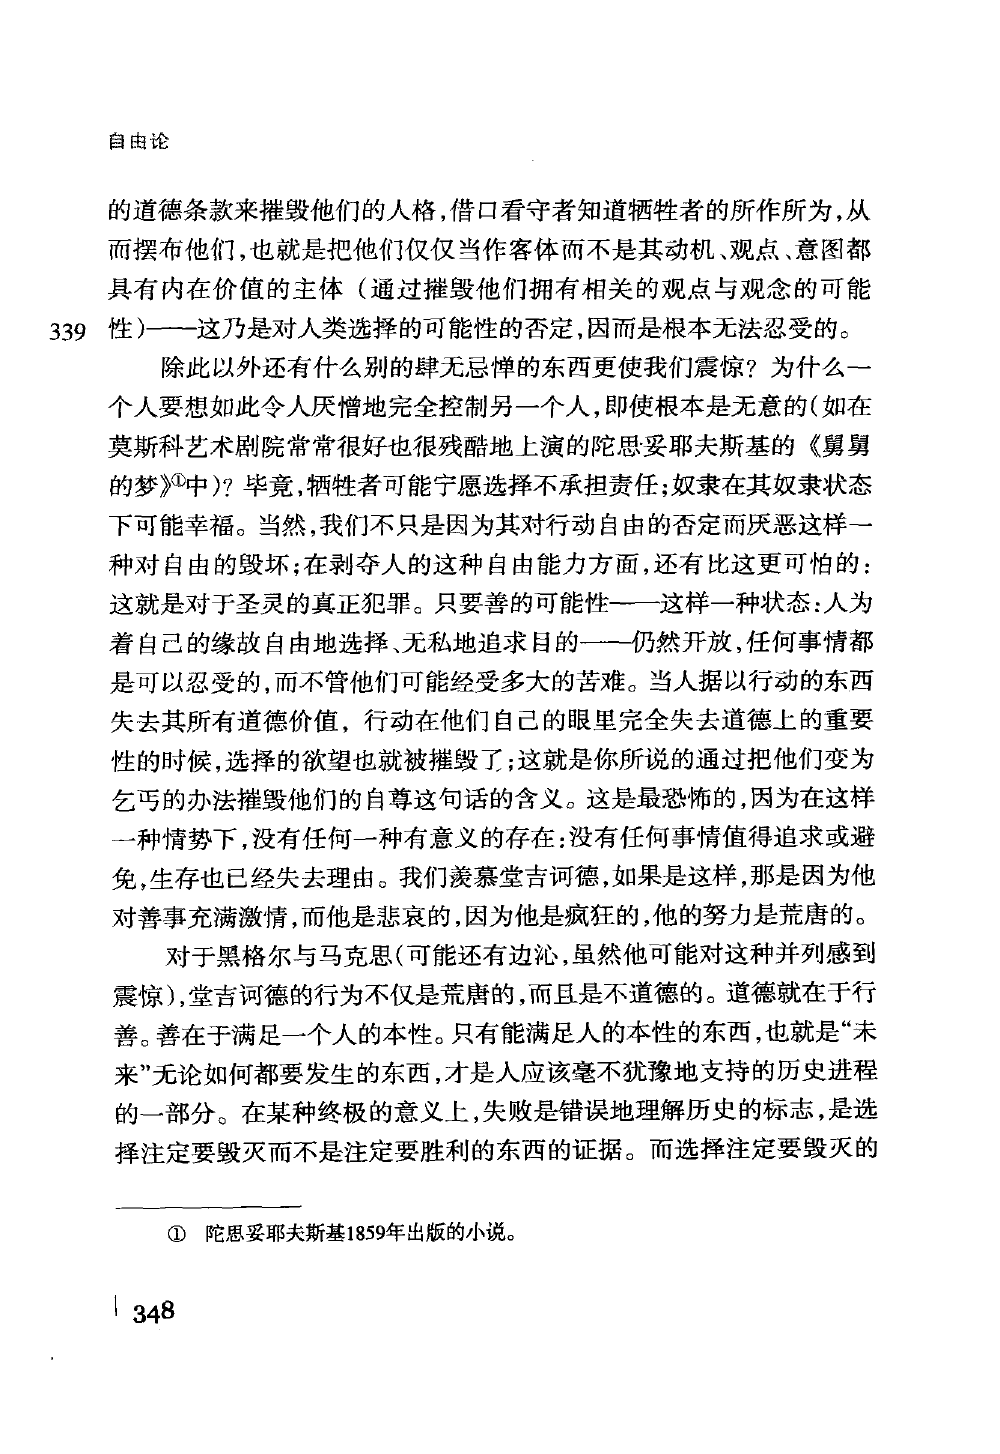 自由论
的道德条款来摧毁他们的人格,借口看守者知道牺牲者的所作所为,从
而摆布他们,也就是把他们仅仅当作客体而不是其动机、观点、意图都
具有内在价值的主体（通过摧毁他们拥有相关的观点与观念的可能
339 性)——这乃是对人类选择的可能性的否定,因而是根本无法忍受的。
除此以外还有什么别的肆无忌惮的东西更使我们震惊？为什么一
个人要想如此令人厌憎地完全控制另一个人,即使根本是无意的(如在
莫斯科艺术剧院常常很好也很残酷地上演的陀思妥耶夫斯基的《舅舅
的梦》①中)？毕竟,牺牲者可能宁愿选择不承担责任;奴隶在其奴隶状态
下可能幸福。当然,我们不只是因为其对行动自由的否定而厌恶这样一
种对自由的毁坏;在剥夺人的这种自由能力方面,还有比这更可怕的:
这就是对于圣灵的真正犯罪。只要善的可能性——这样一种状态:人为
着自己的缘故自由地选择、无私地追求目的——仍然开放,任何事情都
是可以忍受的,而不管他们可能经受多大的苦难。当人据以行动的东西
失去其所有道德价值，行动在他们自己的眼里完全失去道德上的重要
性的时候,选择的欲望也就被摧毁了;这就是你所说的通过把他们变为
乞丐的办法摧毁他们的自尊这句话的含义。这是最恐怖的,因为在这样
一种情势下,没有任何一种有意义的存在:没有任何事情值得追求或避
免,生存也已经失去理由。我们羡慕堂吉诃德,如果是这样,那是因为他
对善事充满激情,而他是悲哀的,因为他是疯狂的,他的努力是荒唐的。
对于黑格尔与马克思(可能还有边沁,虽然他可能对这种并列感到
震惊),堂吉诃德的行为不仅是荒唐的,而且是不道德的。道德就在于行
善。善在于满足一个人的本性。只有能满足人的本性的东西,也就是“未
来”无论如何都要发生的东西,才是人应该毫不犹豫地支持的历史进程
的一部分。在某种终极的意义上,失败是错误地理解历史的标志,是选
择注定要毁灭而不是注定要胜利的东西的证据。而选择注定要毁灭的
① 陀思妥耶夫斯基1859年出版的小说。
348